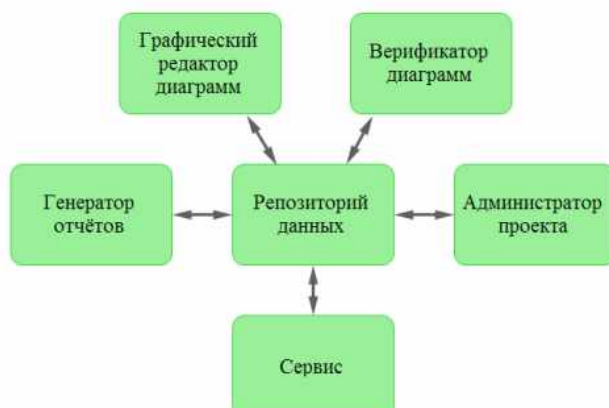 Графический
редактор
диаграмм
Верификатор
диаграмм
Генератор
отчётов
Репозиторий
данных
Администратор
проекта
Сервис